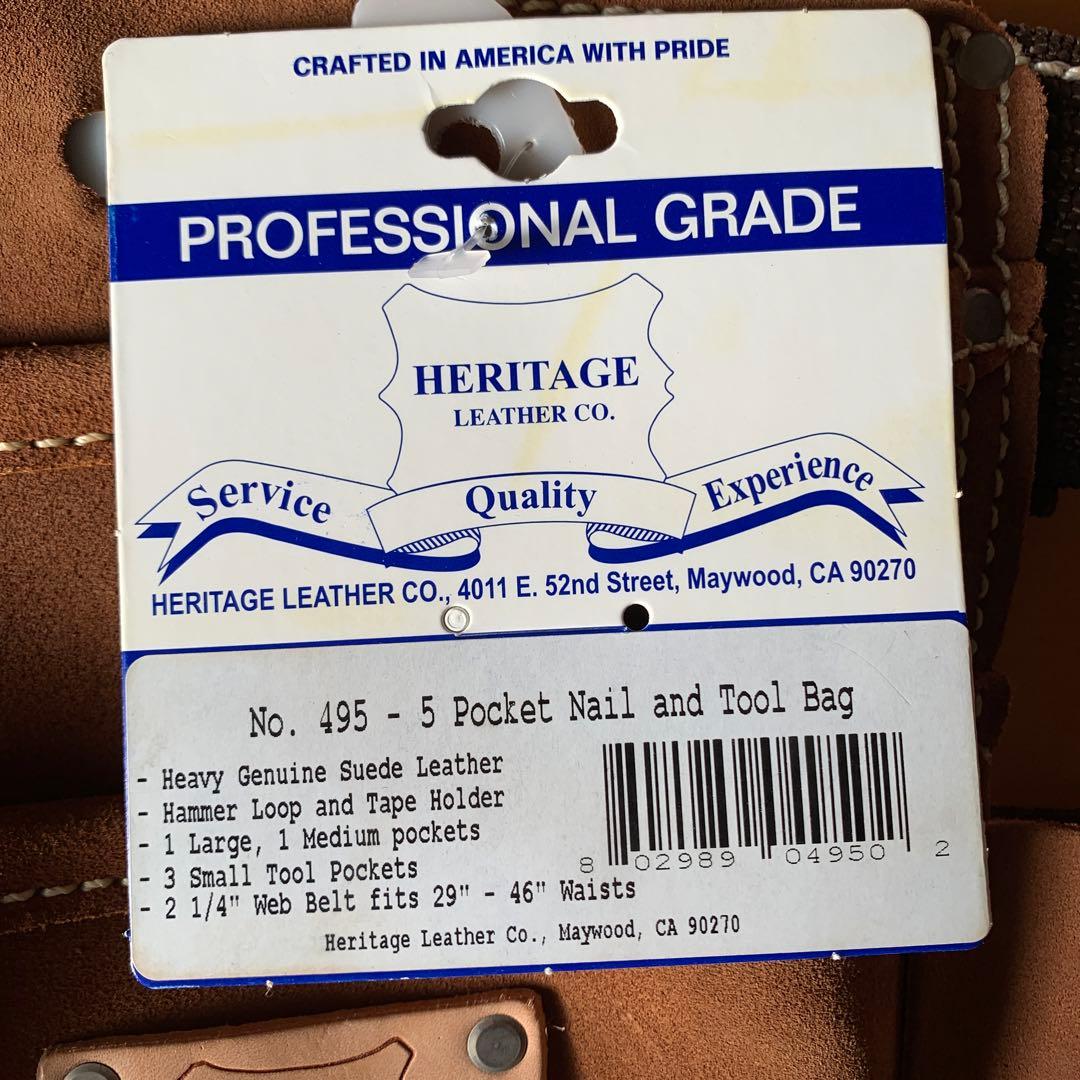 CRAFTED IN AMERICA WITH PRIDE
PROFESSIONAL GRADE
HERITAGE
LEATHER CO.
Service Quality Experience
HERITAGE LEATHER CO., 4011 E. 52nd Street, Maywood, CA 90270
No. 495 - 5 Pocket Nail and Tool Bag
- Heavy Genuine Suede Leather
- Hammer Loop and Tape Holder
- 1 Large, 1 Medium pockets
- 3 Small Tool Pockets
- 2 1/4" Web Belt fits 29" - 46" Waists
8 02989 04950 2
Heritage Leather Co., Maywood, CA 90270